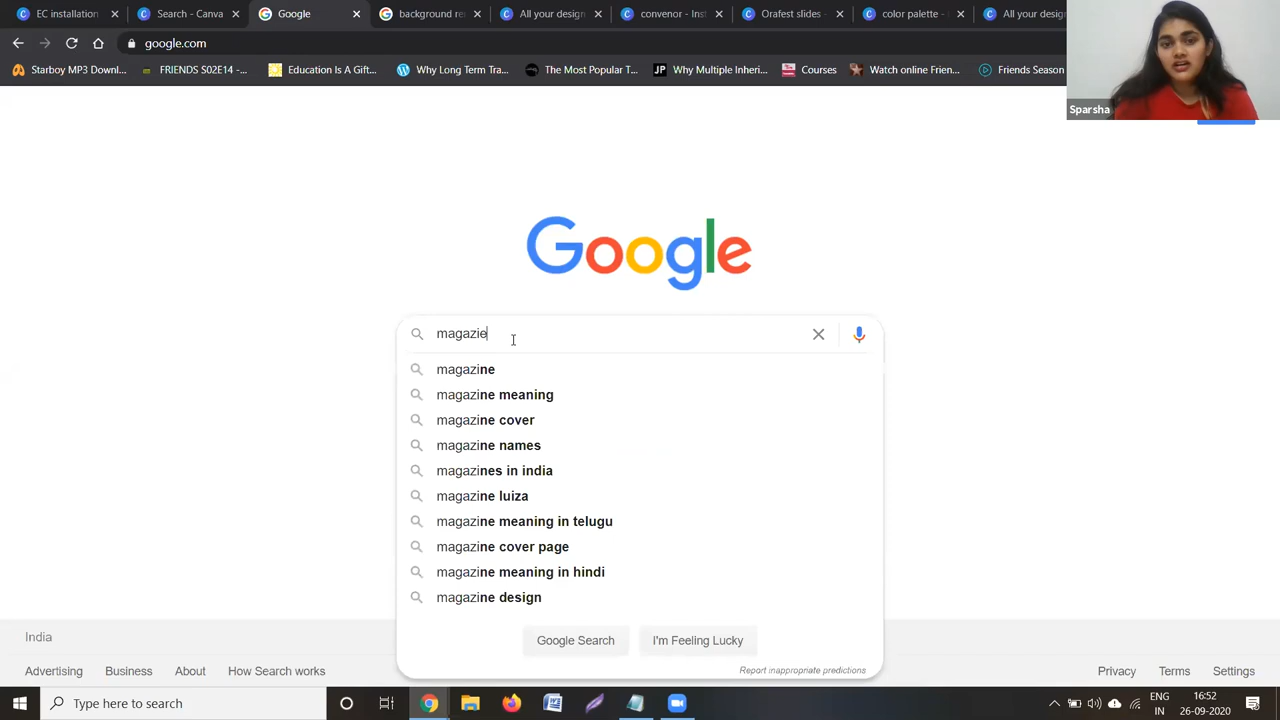 EC installation
Search - Canva
Google
background re
All your design
convenor - Inst
Orafest slides -
color palette -
All your desig
google.com
Starboy MP3 Downl...
FRIENDS S02E14 -...
Education Is A Gift...
Why Long Term Gra...
The Most Popular T...
JP Why Multiple Inheri...
Courses
Watch online Frien...
Friends Season
Sparsha
Google
magazie
magazine
magazine meaning
magazine cover
magazine names
magazines in india
magazine luiza
magazine meaning in telugu
magazine cover page
magazine meaning in hindi
magazine design
Google Search
I'm Feeling Lucky
Report inappropriate predictions
India
Advertising
Business
About
How Search works
Privacy
Terms
Settings
Type here to search
ENG
IN
16:52
26-09-2020